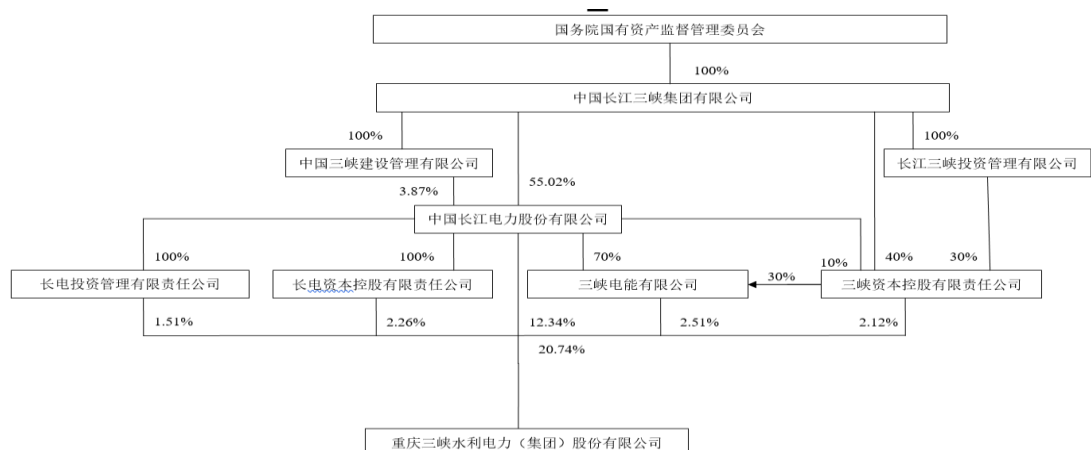 国务院国有资产监督管理委员会
100%
中国长江三峡集团有限公司
100%
100%
中国三峡建设管理有限公司
长江三峡投资管理有限公司
55.02%
3.87%
中国长江电力股份有限公司
100%
100%
70%
10%
40%
30%
30%
长电投资管理有限责任公司
长电资本控股有限责任公司
三峡电能有限公司
三峡资本控股有限责任公司
1.51%
2.26%
12.34%
2.51%
2.12%
20.74%
重庆三峡水利电力（集团）股份有限公司